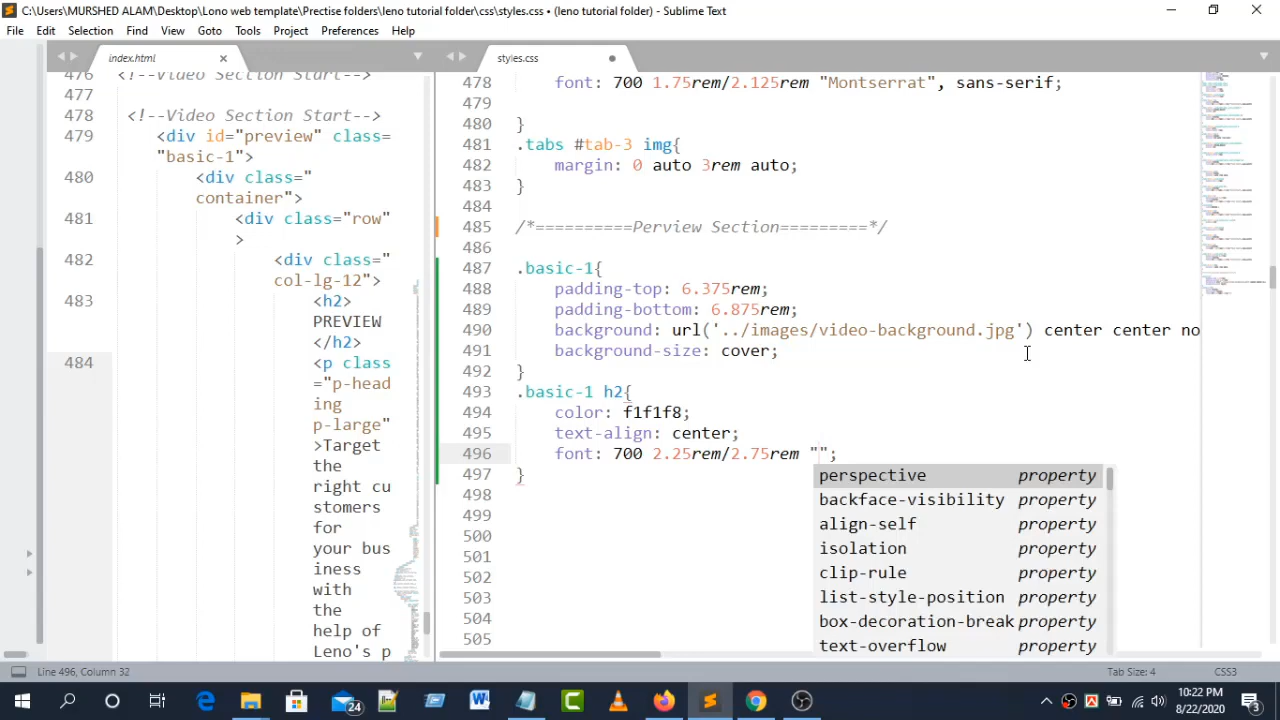 C:\Users\MURSHED ALAM\Desktop\Lono web template\Prectise folders\leno tutorial folder\css\styles.css • (leno tutorial folder) - Sublime Text
File Edit Selection Find View Goto Tools Project Preferences Help
index.html
476 <!--Video Section Start-->
477
478 <!--Video Section Start-->
479 <div id="preview" class=
"basic-1">
480 <div class="
container">
481 <div class="row"
>
482 <div class="
483 <h2>
PREVIEW
</h2>
484 <p class
="p-head
ing
p-large"
>Target
the
right cu
stomers
for
your bus
iness
with
the
help of
Leno's p
styles.css
478 font: 700 1.75rem/2.125rem "Montserrat", sans-serif;
479
480
481 .tabs #tab-3 img{
482 margin: 0 auto 3rem auto
483
484
485 *==========Perview Section=========*/
486
487 .basic-1{
488 padding-top: 6.375rem;
489 padding-bottom: 6.875rem;
490 background: url('../images/video-background.jpg') center center no
491 background-size: cover;
492 }
493 .basic-1 h2{
494 color: f1f1f8;
495 text-align: center;
496 font: 700 2.25rem/2.75rem "";
497 }
498
499
500
501
502
503
504
505
perspective property
backface-visibility property
align-self property
isolation property
clip-rule property
list-style-position property
box-decoration-break property
text-overflow property
Line 496, Column 32
Tab Size: 4
CSS3
24
10:22 PM
8/22/2020
3